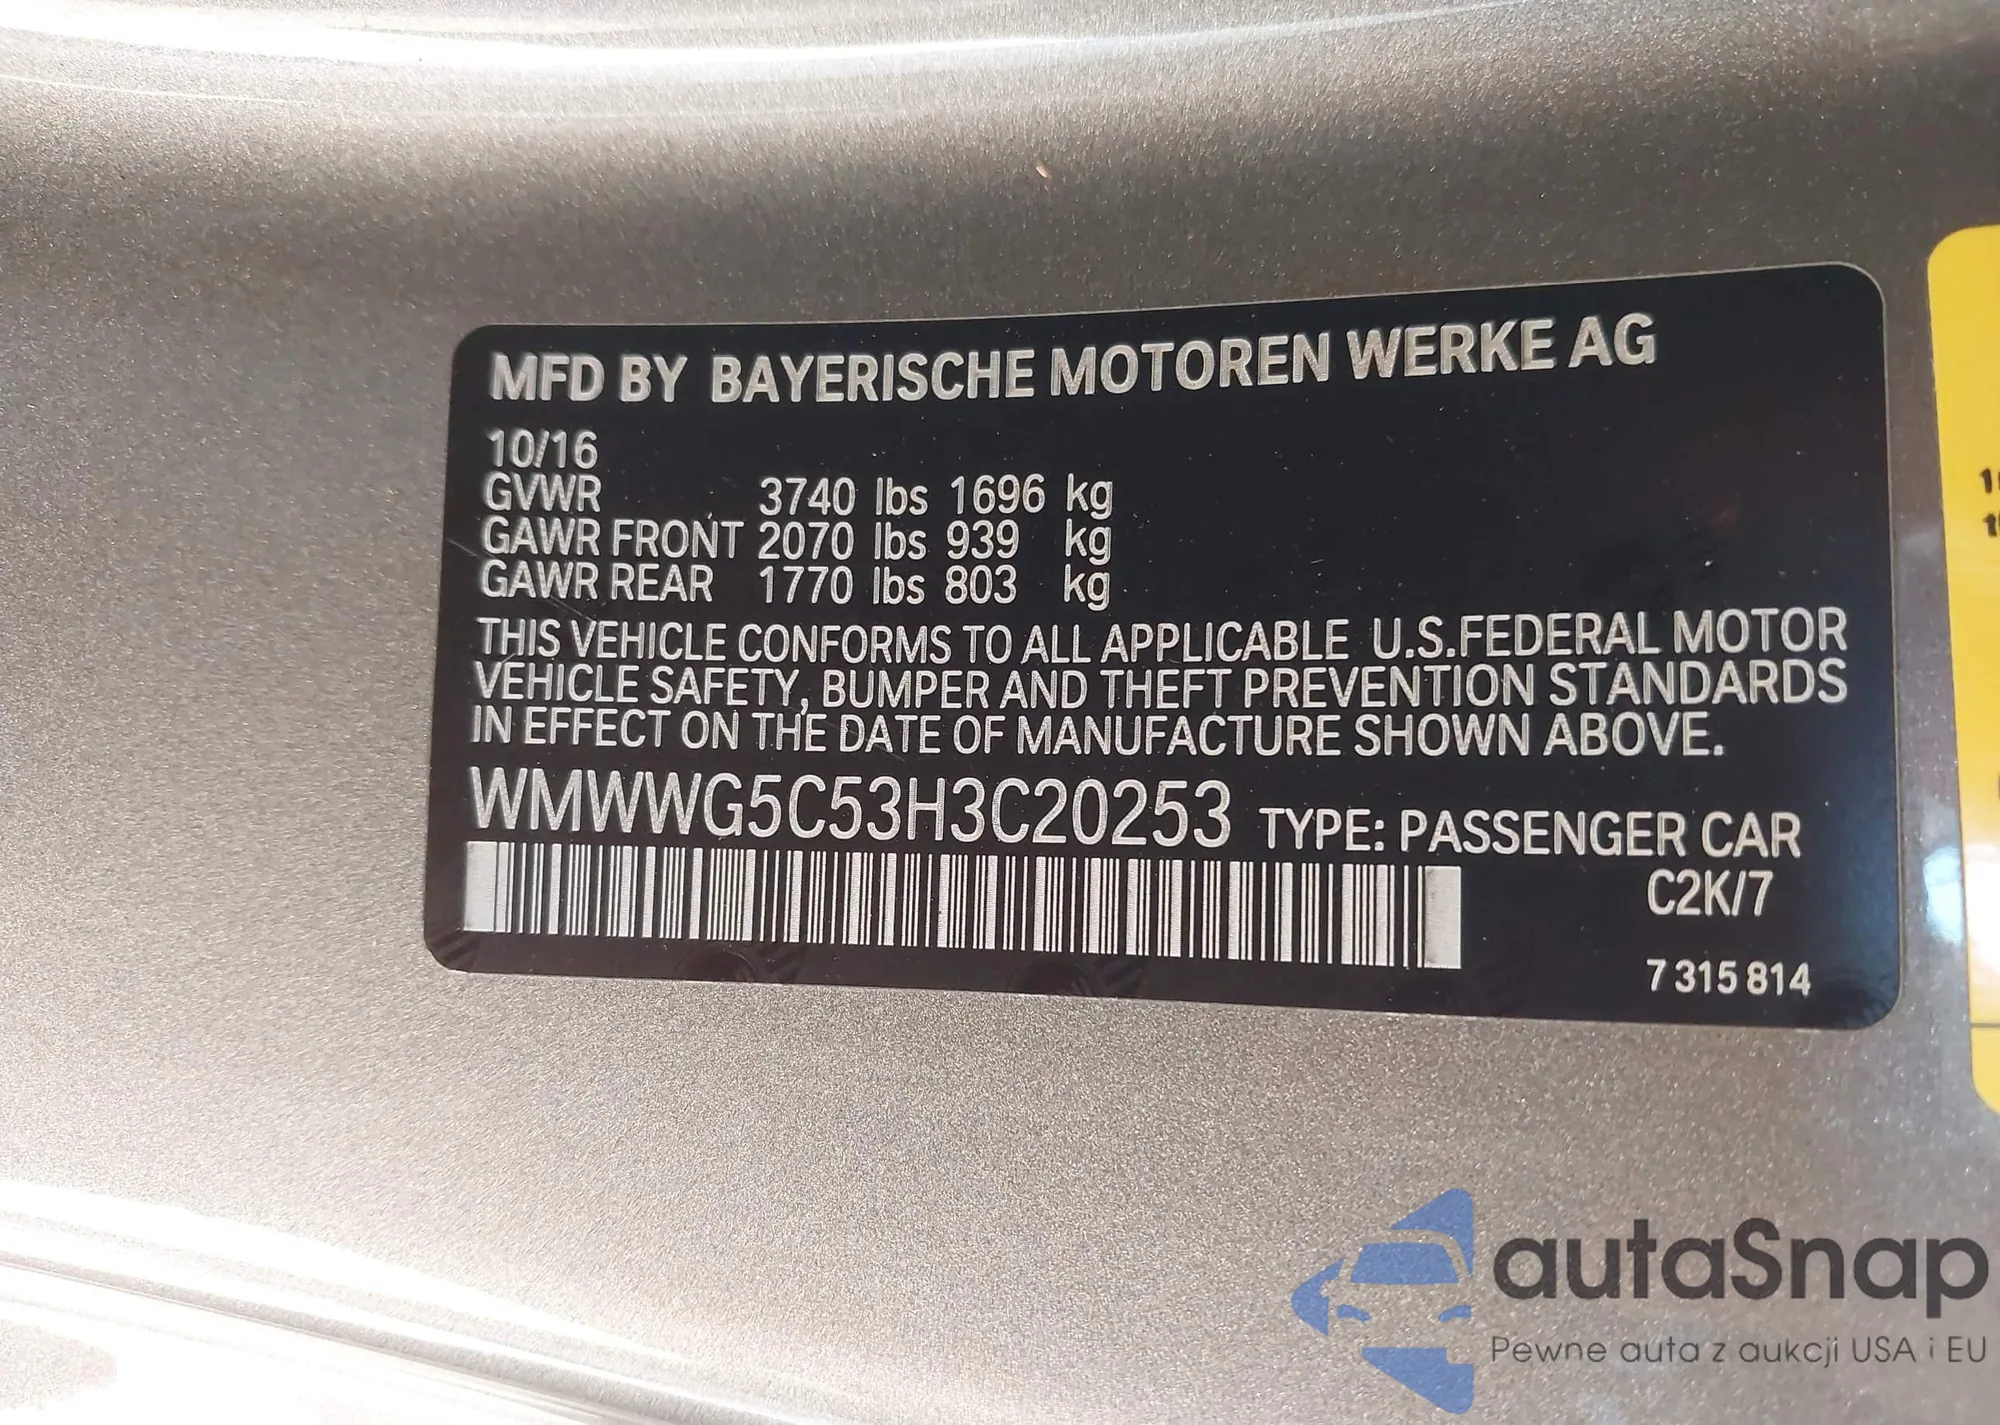 MFD BY BAYERISCHE MOTOREN WERKE AG
10/16
GVWR 3740 lbs 1696 kg
GAWR FRONT 2070 lbs 939 kg
GAWR REAR 1770 lbs 803 kg
THIS VEHICLE CONFORMS TO ALL APPLICABLE U.S.FEDERAL MOTOR
VEHICLE SAFETY, BUMPER AND THEFT PREVENTION STANDARDS
IN EFFECT ON THE DATE OF MANUFACTURE SHOWN ABOVE.
WMWWG5C53H3C20253 TYPE: PASSENGER CAR
C2K/7
7 315 814
autaSnap
Pewne auta z aukcji USA i EU